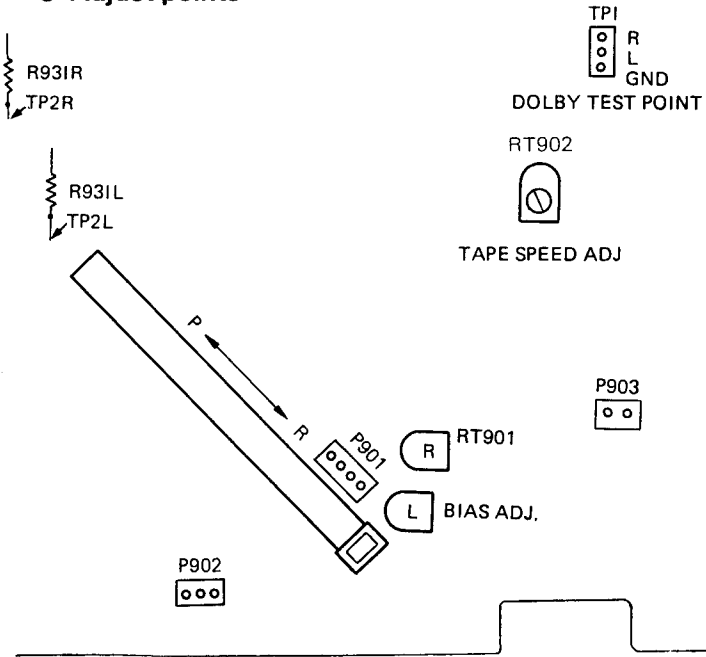 TP1
R
L
GND
DOLBY TEST POINT
R931R
TP2R
RT902
R931L
TP2L
TAPE SPEED ADJ
P
R
P903
P901
R
RT901
L
BIAS ADJ.
P902